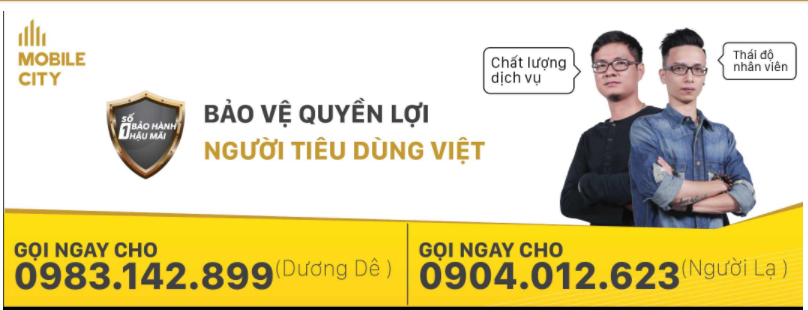 MOBILE
CITY
Chất lượng
dịch vụ
Thái độ
nhân viên
SỐ
1 BẢO HÀNH
HẬU MÃI
BẢO VỆ QUYỀN LỢI
NGƯỜI TIÊU DÙNG VIỆT
GỌI NGAY CHO
0983.142.899 (Dương Dê )
GỌI NGAY CHO
0904.012.623 (Người Lạ )